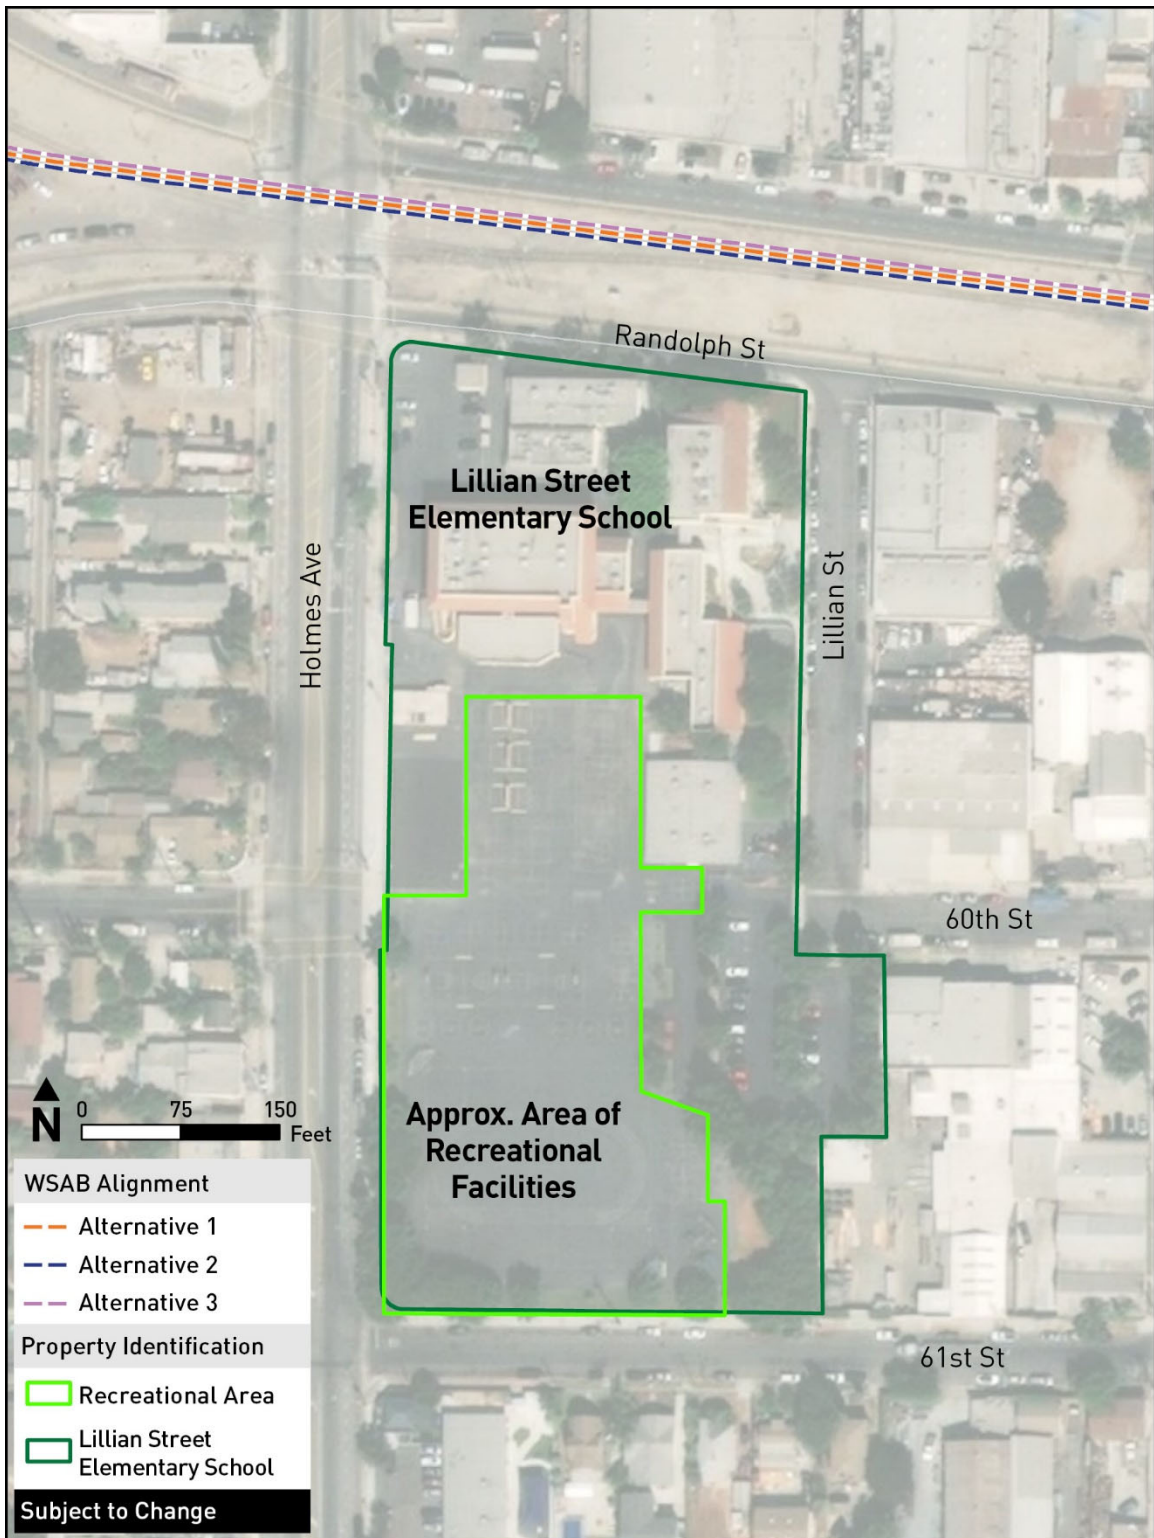 Randolph St
Lillian Street
Elementary School
Holmes Ave
Lillian St
60th St
Approx. Area of
Recreational
Facilities
N
0 75 150
Feet
61st St
WSAB Alignment
Alternative 1
Alternative 2
Alternative 3
Property Identification
Recreational Area
Lillian Street
Elementary School
Subject to Change